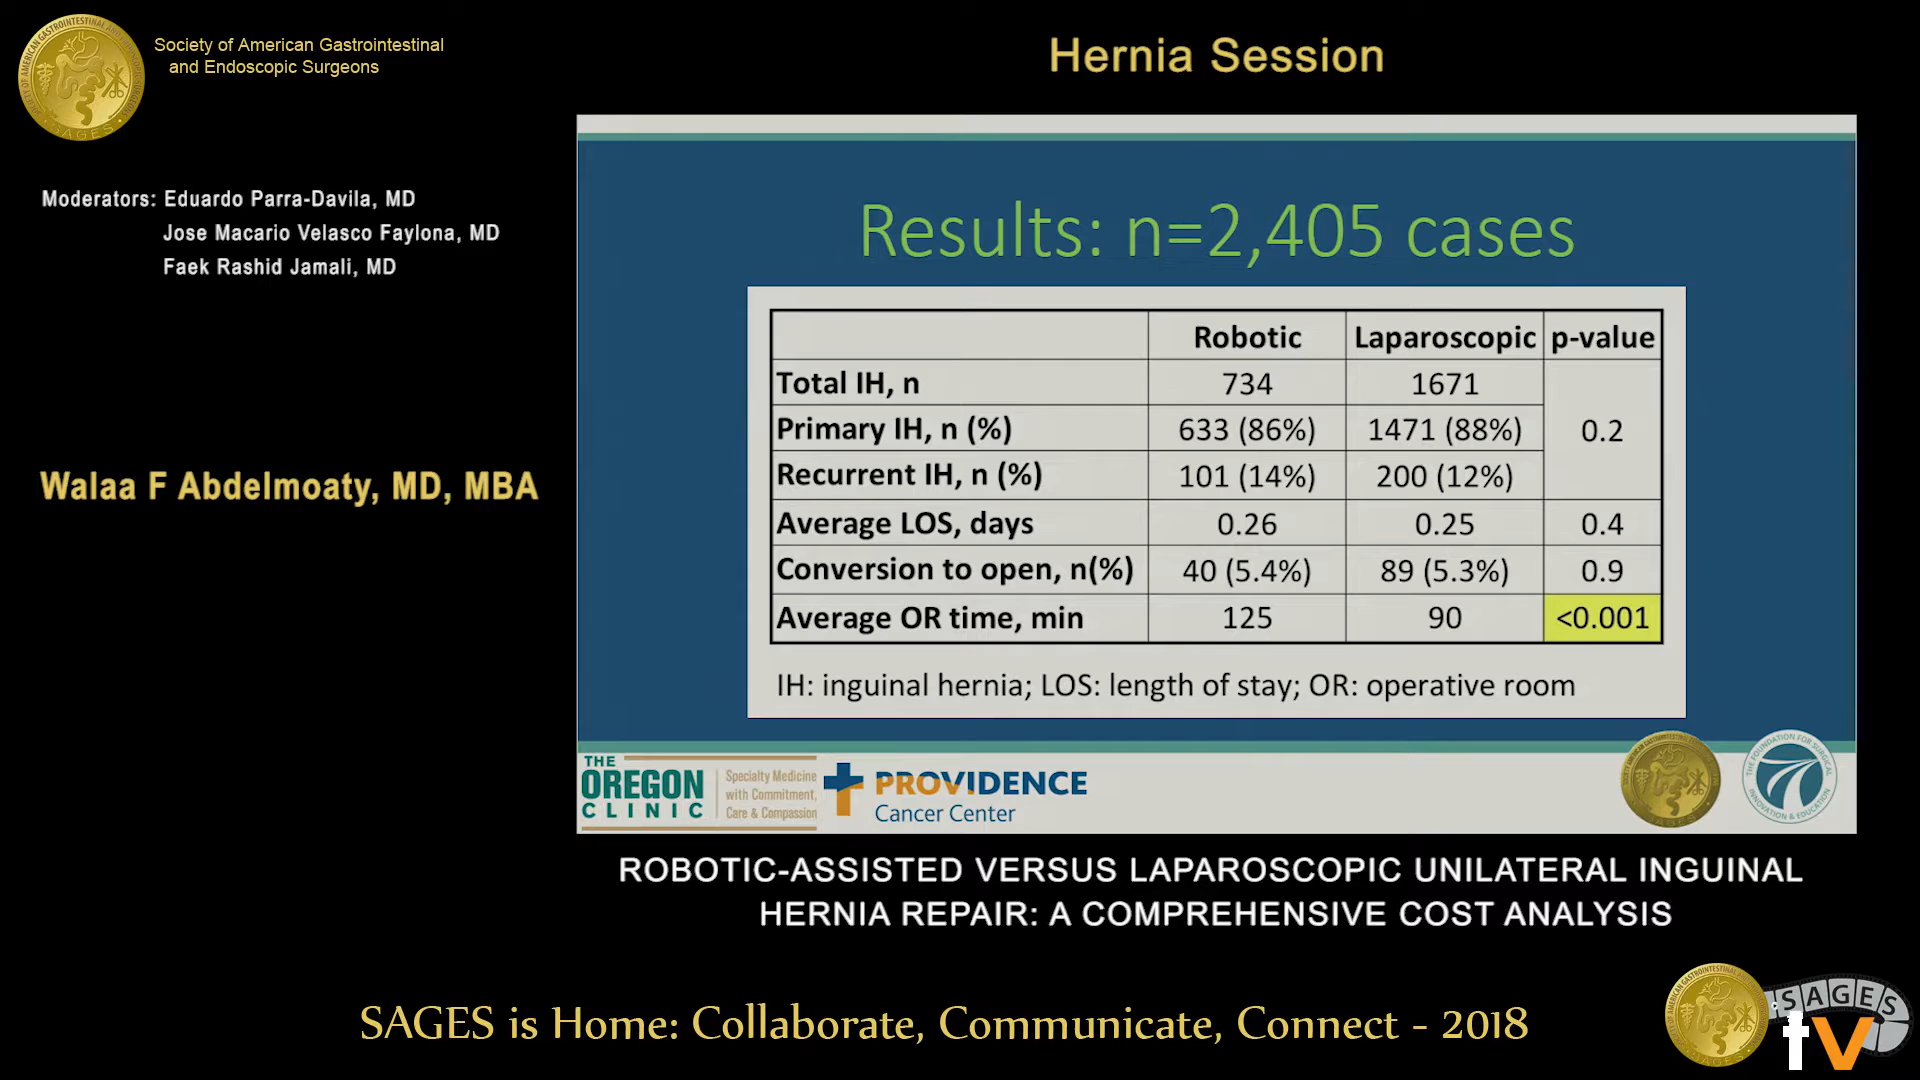 Society of American Gastrointestinal
and Endoscopic Surgeons
Hernia Session
Moderators: Eduardo Parra-Davila, MD
Jose Macario Velasco Faylona, MD
Faek Rashid Jamali, MD
Walaa F Abdelmoaty, MD, MBA
Results: n=2,405 cases
Robotic Laparoscopic p-value
Total IH, n 734 1671
Primary IH, n (%) 633 (86%) 1471 (88%) 0.2
Recurrent IH, n (%) 101 (14%) 200 (12%)
Average LOS, days 0.26 0.25 0.4
Conversion to open, n(%) 40 (5.4%) 89 (5.3%) 0.9
Average OR time, min 125 90 <0.001
IH: inguinal hernia; LOS: length of stay; OR: operative room
THE
OREGON
CLINIC
Specialty Medicine
with Commitment,
Care & Compassion
PROVIDENCE
Cancer Center
THE FOUNDATION FOR SURGICAL
INNOVATION & EDUCATION
ROBOTIC-ASSISTED VERSUS LAPAROSCOPIC UNILATERAL INGUINAL
HERNIA REPAIR: A COMPREHENSIVE COST ANALYSIS
SAGES is Home: Collaborate, Communicate, Connect - 2018
SAGES
tv